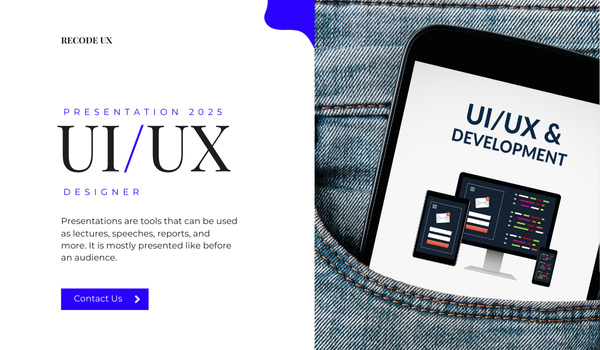 RECODE UX
PRESENTATION 2025
UI/UX
DESIGNER
Presentations are tools that can be used
as lectures, speeches, reports, and
more. It is mostly presented like before
an audience.
Contact Us
UI/UX &
DEVELOPMENT